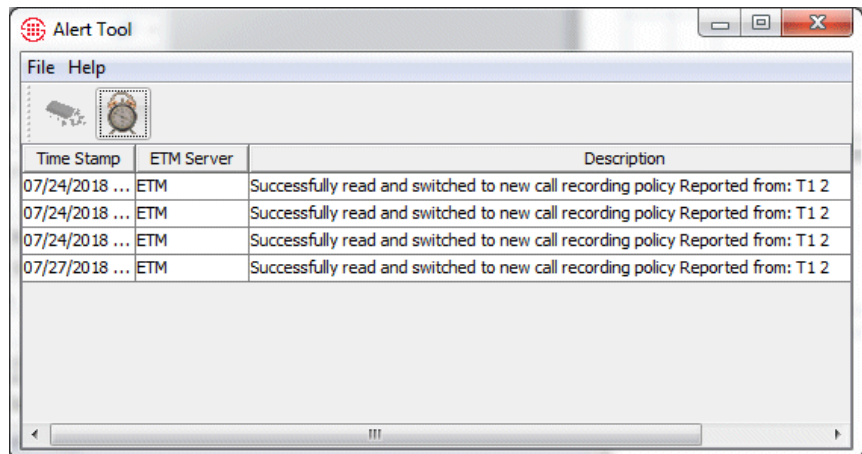 Alert Tool
File Help
Time Stamp ETM Server Description
07/24/2018 ... ETM Successfully read and switched to new call recording policy Reported from: T1 2
07/24/2018 ... ETM Successfully read and switched to new call recording policy Reported from: T1 2
07/24/2018 ... ETM Successfully read and switched to new call recording policy Reported from: T1 2
07/27/2018 ... ETM Successfully read and switched to new call recording policy Reported from: T1 2